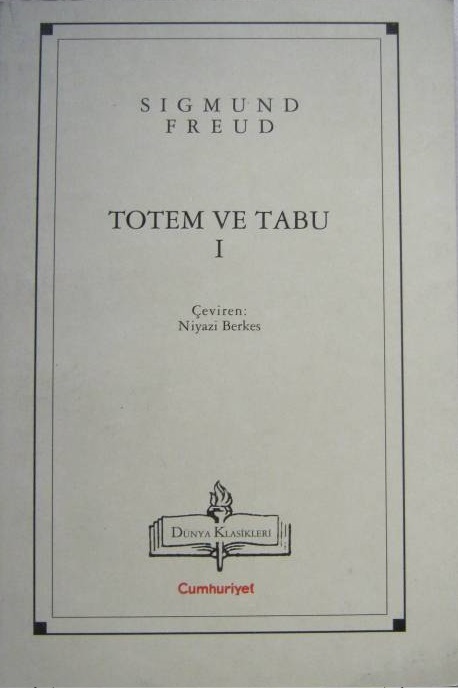 SIGMUND
FREUD
TOTEM VE TABU
I
Çeviren:
Niyazi Berkes
DÜNYA KLASİKLERİ
Cumhuriyet